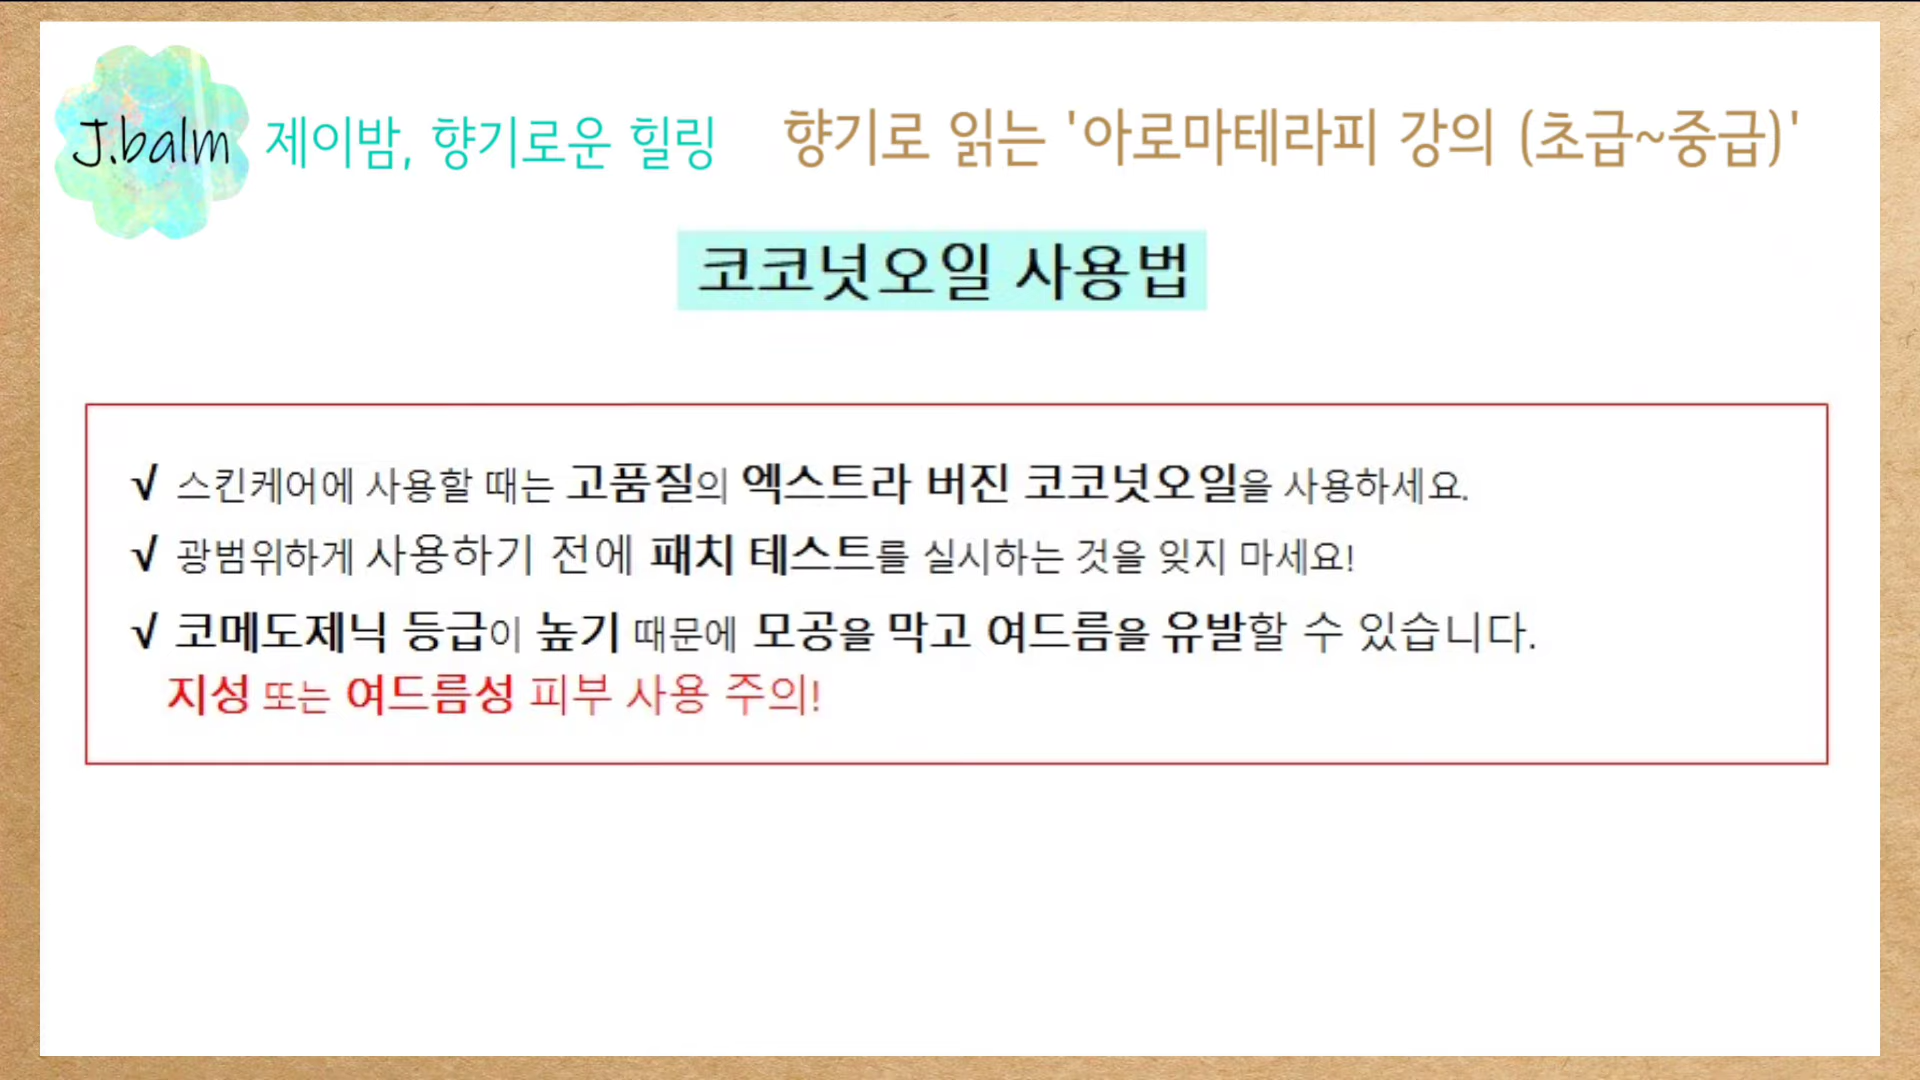 J.balm 제이밤, 향기로운 힐링 향기로 읽는 '아로마테라피 강의 (초급~중급)'
코코넛오일 사용법
√ 스킨케어에 사용할 때는 고품질의 엑스트라 버진 코코넛오일을 사용하세요.
√ 광범위하게 사용하기 전에 패치 테스트를 실시하는 것을 잊지 마세요!
√ 코메도제닉 등급이 높기 때문에 모공을 막고 여드름을 유발할 수 있습니다.
지성 또는 여드름성 피부 사용 주의!